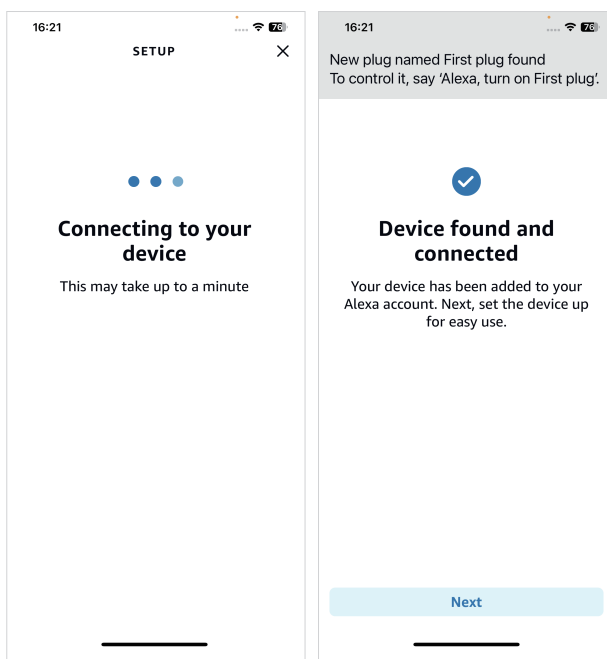 16:21
76
SETUP
Connecting to your
device
This may take up to a minute
16:21
76
New plug named First plug found
To control it, say ‘Alexa, turn on First plug’.
Device found and
connected
Your device has been added to your
Alexa account. Next, set the device up
for easy use.
Next